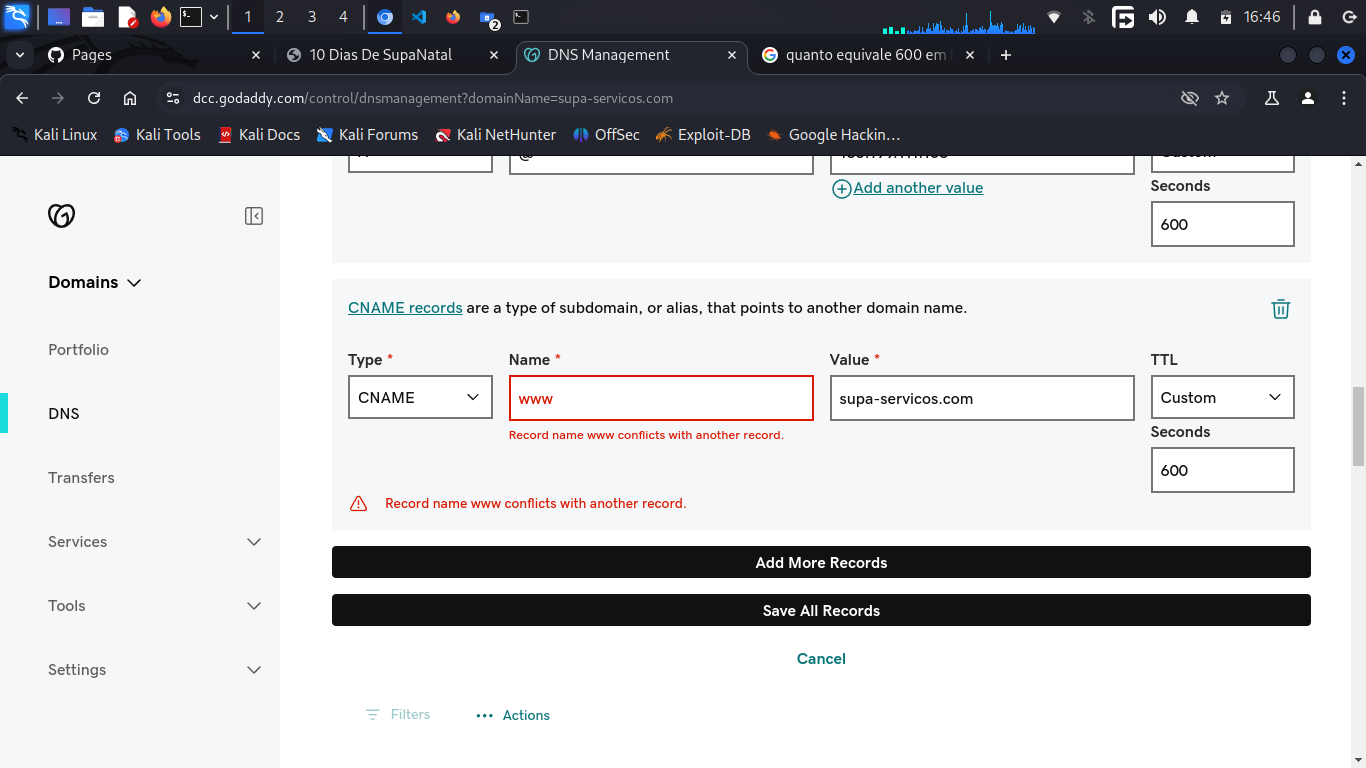 1 2 3 4 2 16:46
Pages 10 Dias De SupaNatal DNS Management quanto equivale 600 em
dcc.godaddy.com/control/dnsmanagement?domainName=supa-servicos.com
Kali Linux Kali Tools Kali Docs Kali Forums Kali NetHunter OffSec Exploit-DB Google Hackin…
Domains
Portfolio
DNS
Transfers
Services
Tools
Settings
@
Add another value
Seconds
600
CNAME records are a type of subdomain, or alias, that points to another domain name.
Type * Name * Value * TTL
CNAME www supa-servicos.com Custom
Record name www conflicts with another record.
Seconds
600
Record name www conflicts with another record.
Add More Records
Save All Records
Cancel
Filters Actions